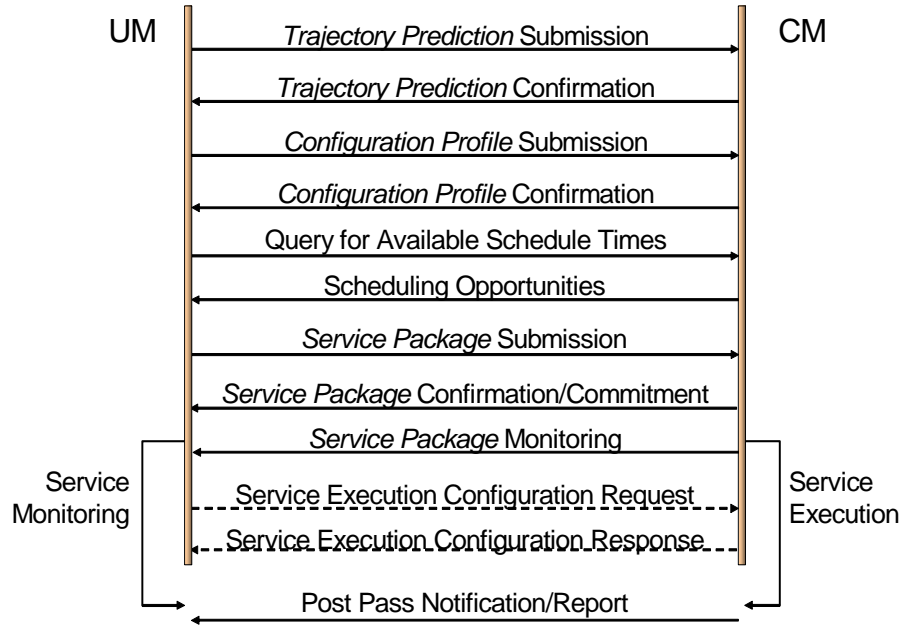 UM
CM
Trajectory Prediction Submission
Trajectory Prediction Confirmation
Configuration Profile Submission
Configuration Profile Confirmation
Query for Available Schedule Times
Scheduling Opportunities
Service Package Submission
Service Package Confirmation/Commitment
Service Package Monitoring
Service
Monitoring
Service Execution Configuration Request
Service Execution Configuration Response
Service
Execution
Post Pass Notification/Report